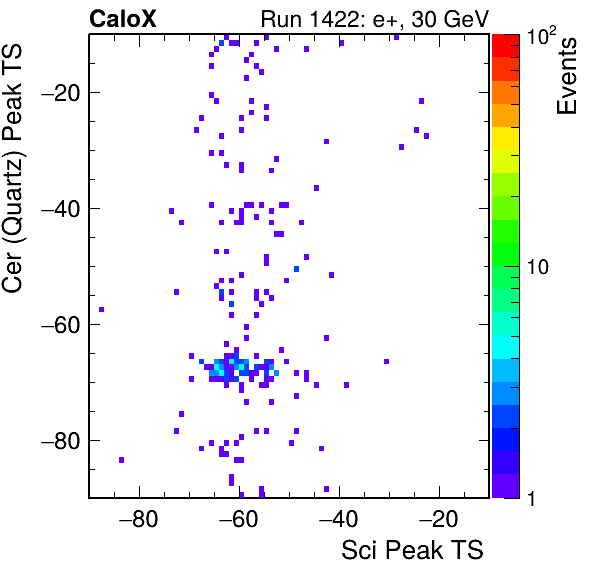 CaloX Run 1422: e+, 30 GeV
Cer (Quartz) Peak TS
−20
−40
−60
−80
−80 −60 −40 −20
Sci Peak TS
10²
10
1
Events